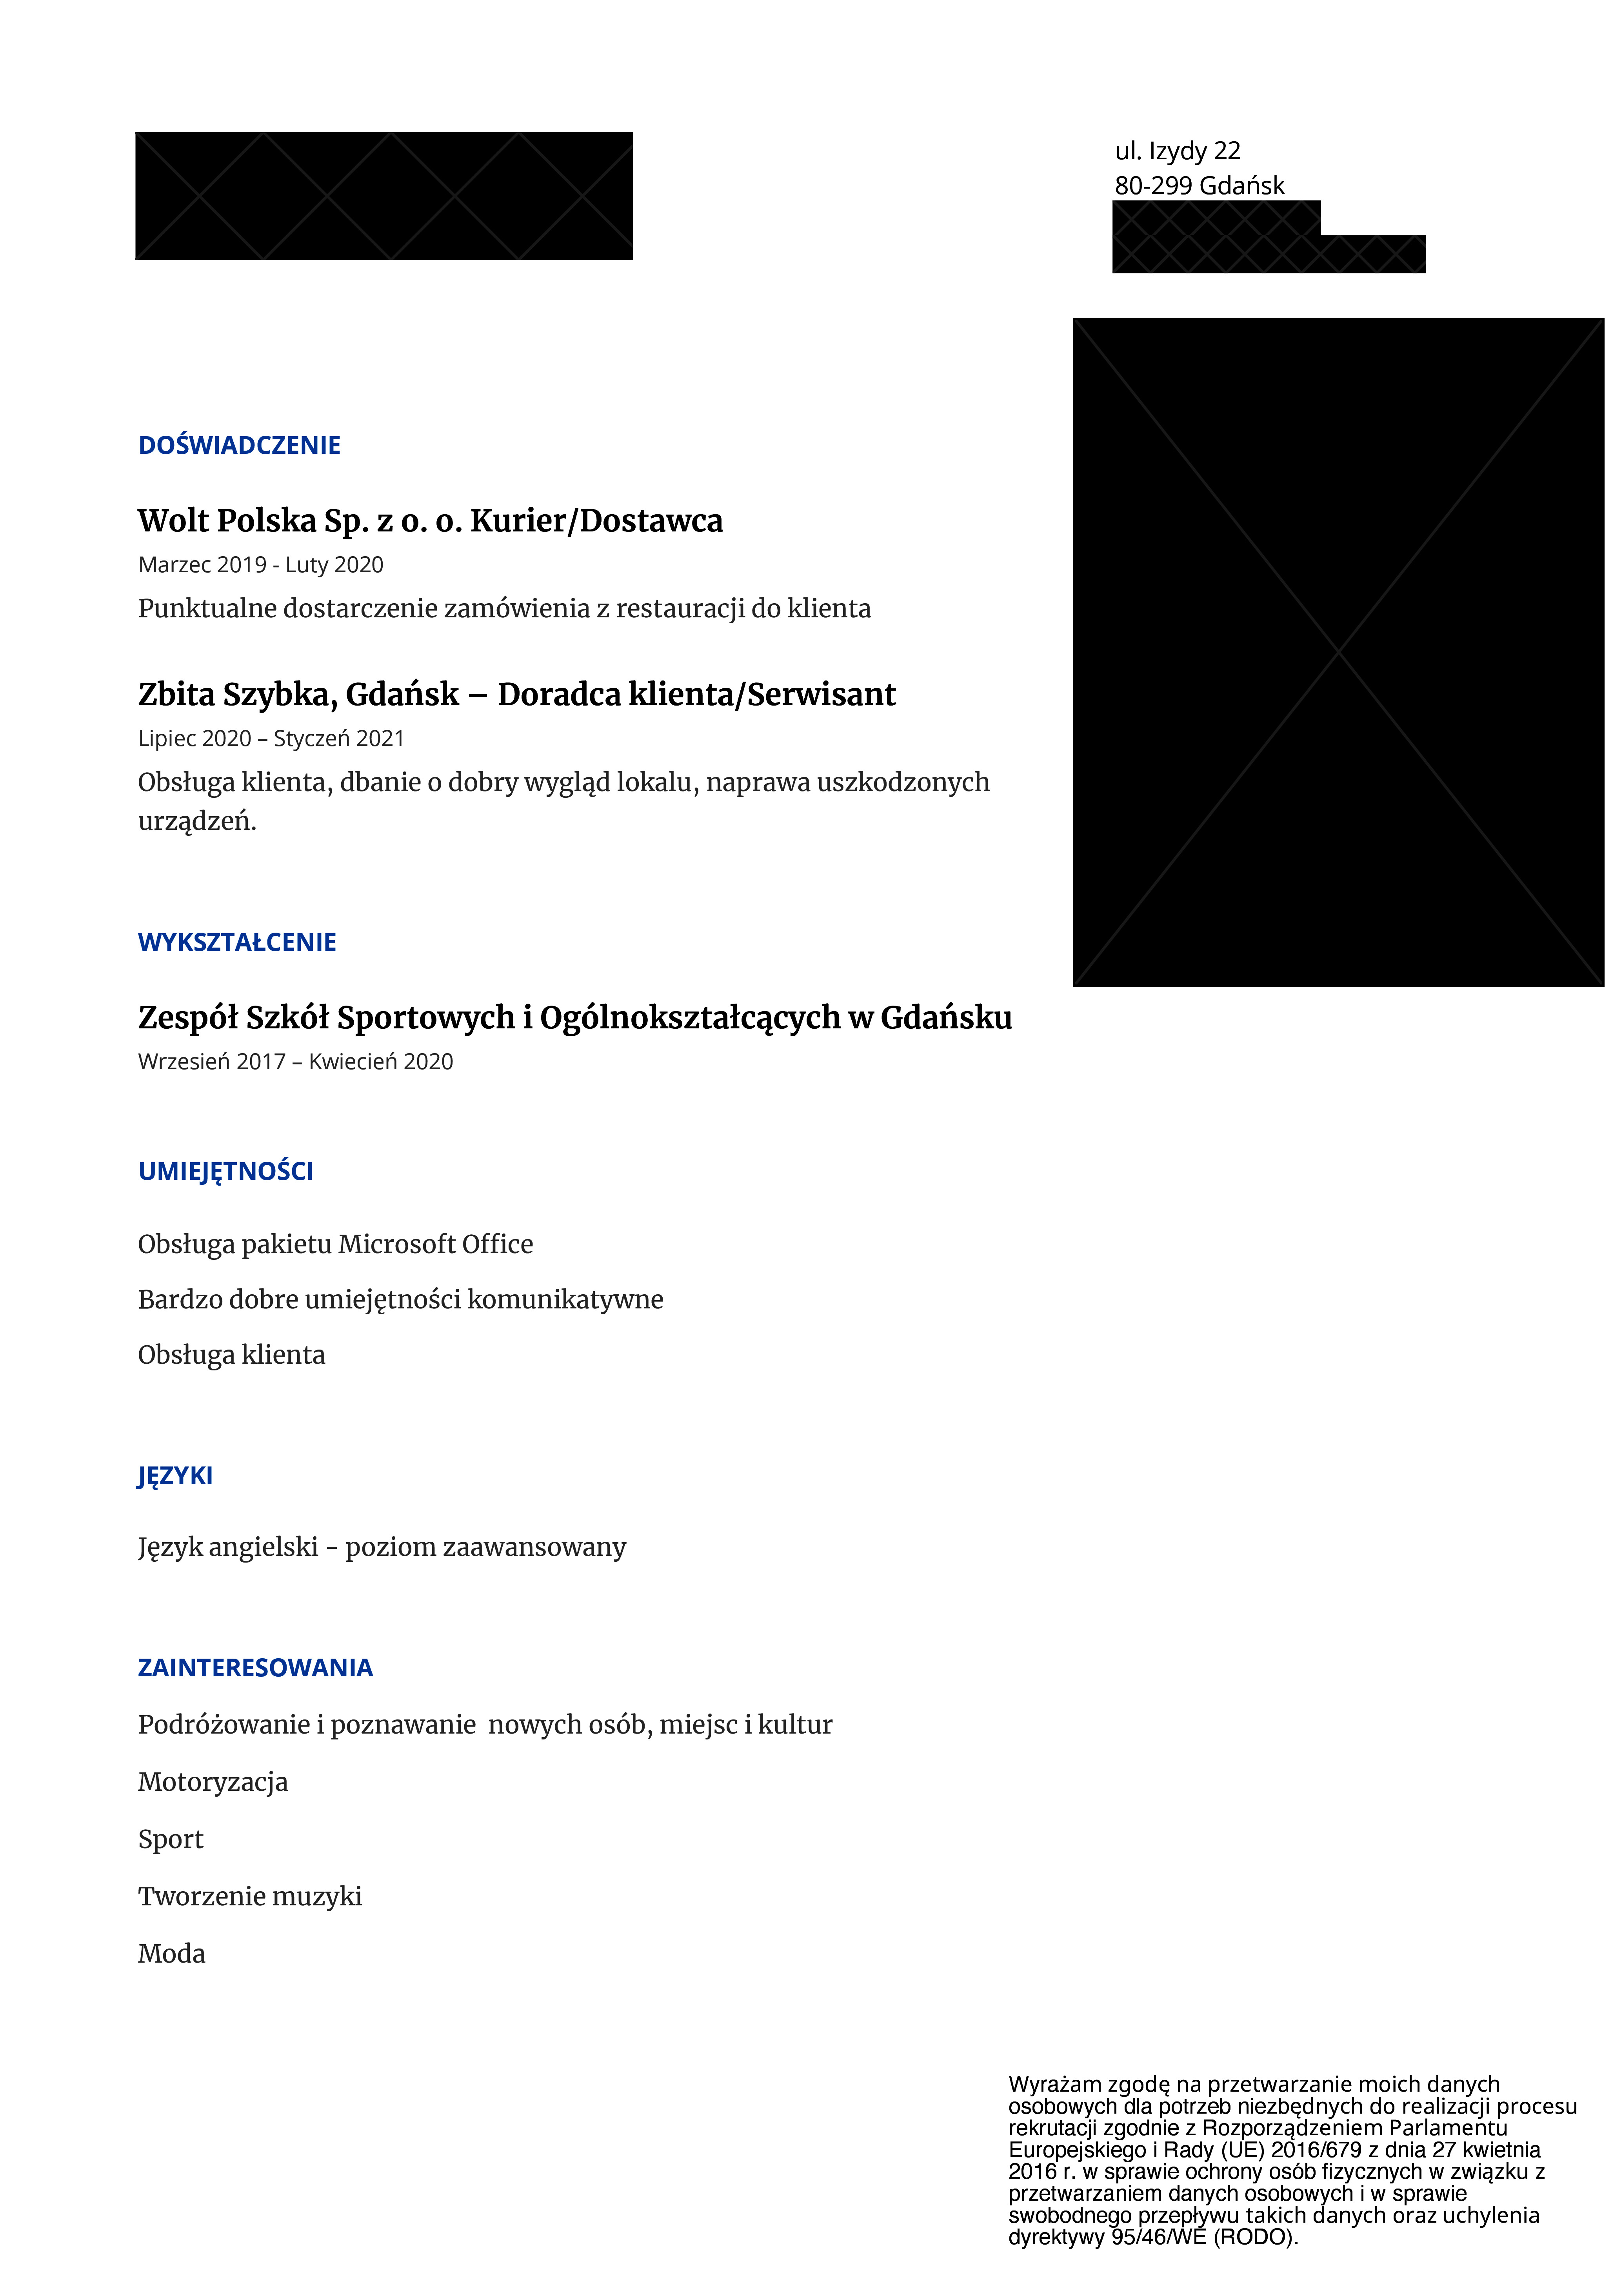 ul. Izydy 22
80-299 Gdańsk
DOŚWIADCZENIE
Wolt Polska Sp. z o. o. Kurier/Dostawca
Marzec 2019 - Luty 2020
Punktualne dostarczenie zamówienia z restauracji do klienta
Zbita Szybka, Gdańsk – Doradca klienta/Serwisant
Lipiec 2020 – Styczeń 2021
Obsługa klienta, dbanie o dobry wygląd lokalu, naprawa uszkodzonych
urządzeń.
WYKSZTAŁCENIE
Zespół Szkół Sportowych i Ogólnokształcących w Gdańsku
Wrzesień 2017 – Kwiecień 2020
UMIEJĘTNOŚCI
Obsługa pakietu Microsoft Office
Bardzo dobre umiejętności komunikatywne
Obsługa klienta
JĘZYKI
Język angielski - poziom zaawansowany
ZAINTERESOWANIA
Podróżowanie i poznawanie  nowych osób, miejsc i kultur
Motoryzacja
Sport
Tworzenie muzyki
Moda
Wyrażam zgodę na przetwarzanie moich danych
osobowych dla potrzeb niezbędnych do realizacji procesu
rekrutacji zgodnie z Rozporządzeniem Parlamentu
Europejskiego i Rady (UE) 2016/679 z dnia 27 kwietnia
2016 r. w sprawie ochrony osób fizycznych w związku z
przetwarzaniem danych osobowych i w sprawie
swobodnego przepływu takich danych oraz uchylenia
dyrektywy 95/46/WE (RODO).